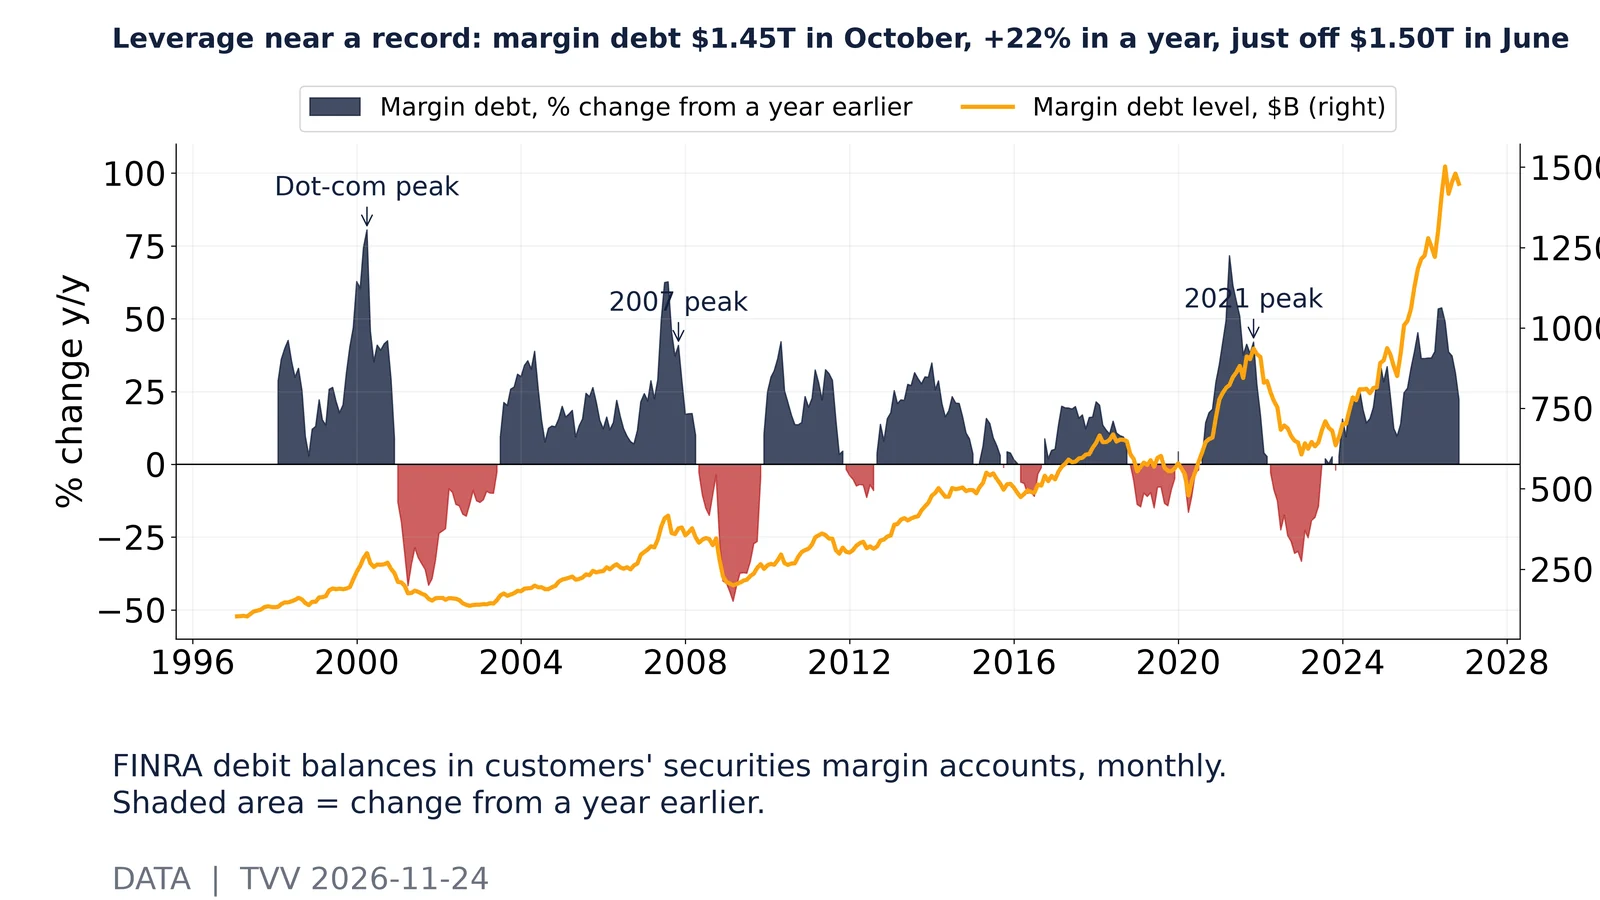 Leverage near a record: margin debt $1.45T in October, +22% in a year, just off $1.50T in June
Margin debt, % change from a year earlier
Margin debt level, $B (right)
% change y/y
100
75
50
25
0
−25
−50
Dot-com peak
2007 peak
2021 peak
1500
1250
1000
750
500
250
1996 2000 2004 2008 2012 2016 2020 2024 2028
FINRA debit balances in customers' securities margin accounts, monthly.
Shaded area = change from a year earlier.
DATA | TVV 2026-11-24